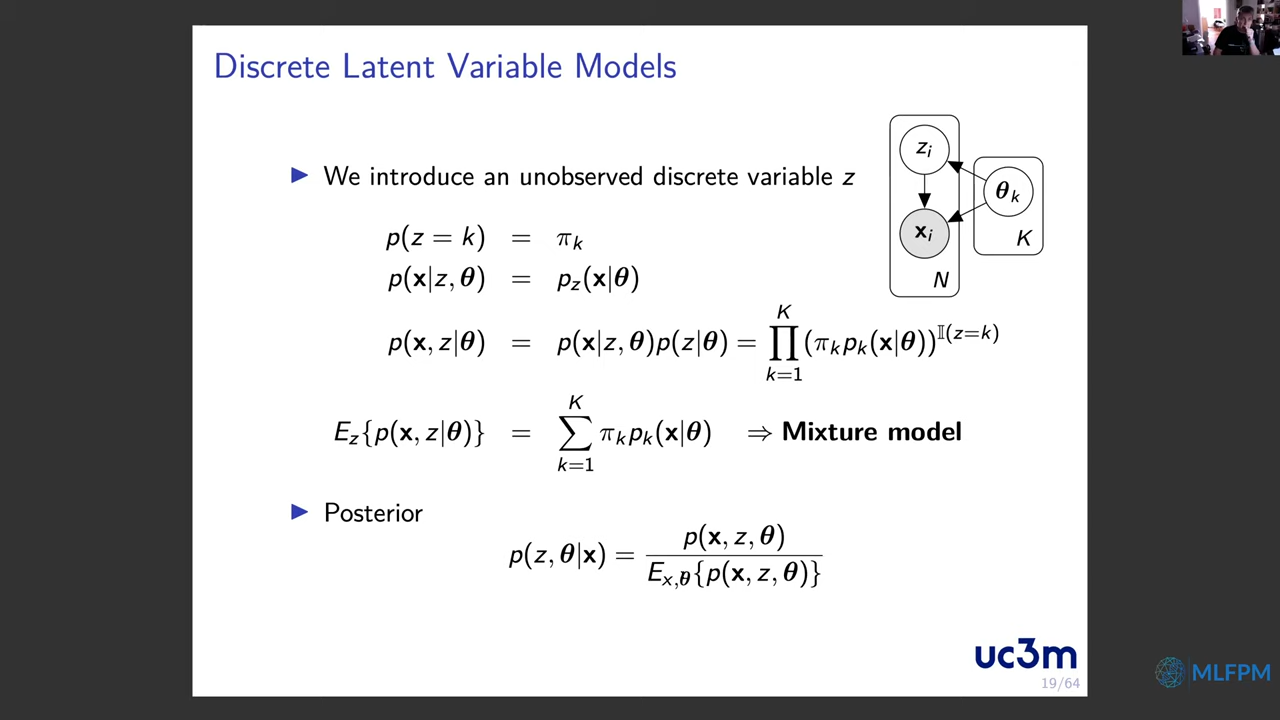 Discrete Latent Variable Models
▶ We introduce an unobserved discrete variable z
p(z = k) = π_k
p(x|z, θ) = p_z(x|θ)
p(x, z|θ) = p(x|z, θ)p(z|θ) = ∏_{k=1}^{K} (π_k p_k(x|θ))^{𝕀(z=k)}
E_z{p(x, z|θ)} = ∑_{k=1}^{K} π_k p_k(x|θ) ⇒ Mixture model
▶ Posterior
p(z, θ|x) = p(x, z, θ) / E_{x,θ}{p(x, z, θ)}
z_i
θ_k
x_i
K
N
uc3m
19/64
MLFPM